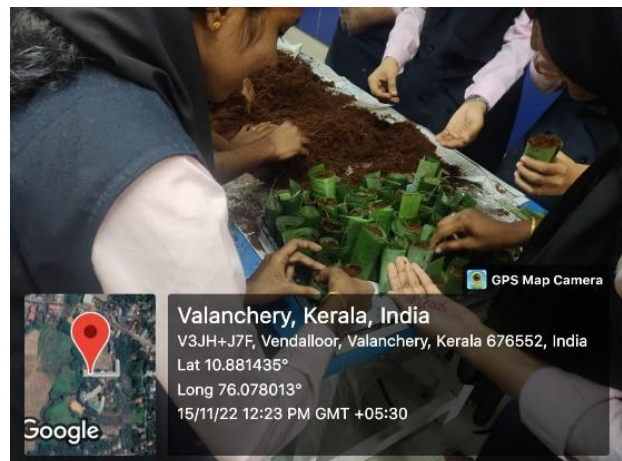 GPS Map Camera
Valanchery, Kerala, India
V3JH+J7F, Vendalloor, Valanchery, Kerala 676552, India
Lat 10.881435°
Long 76.078013°
15/11/22 12:23 PM GMT +05:30
Google